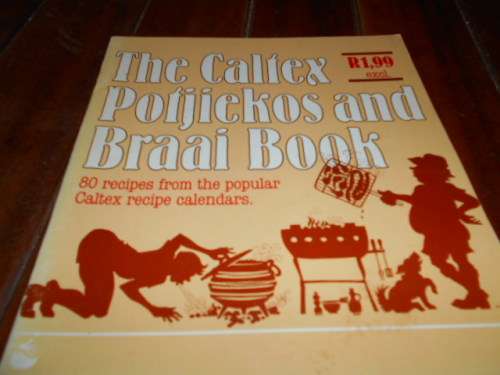 The Caltex
R1,99
excl.
Potjiekos and
Braai Book
80 recipes from the popular
Caltex recipe calendars.